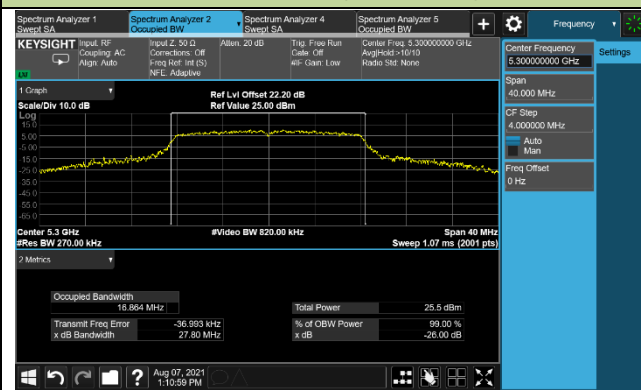 Spectrum Analyzer 1
Swept SA
Spectrum Analyzer 2
Occupied BW
Spectrum Analyzer 4
Swept SA
Spectrum Analyzer 5
Occupied BW
+
Frequency
KEYSIGHT
Input: RF
Coupling: AC
Align: Auto
Input Z: 50 Ω
Corrections: Off
Freq Ref: Int (S)
NFE: Adaptive
Atten: 20 dB
Trig: Free Run
Gate: Off
#IF Gain: Low
Center Freq: 5.300000000 GHz
Avg|Hold:>10/10
Radio Std: None
LM
1 Graph
Scale/Div 10.0 dB
Ref Lvl Offset 22.20 dB
Ref Value 25.00 dBm
Log
15.0
5.00
-5.00
-15.0
-25.0
-35.0
-45.0
-55.0
-65.0
Center 5.3 GHz
#Res BW 270.00 kHz
#Video BW 820.00 kHz
Span 40 MHz
Sweep 1.07 ms (2001 pts)
2 Metrics
Occupied Bandwidth
16.864 MHz
Total Power 25.5 dBm
Transmit Freq Error -36.993 kHz
% of OBW Power 99.00 %
x dB Bandwidth 27.80 MHz
x dB -26.00 dB
Center Frequency
5.300000000 GHz
Settings
Span
40.000 MHz
CF Step
4.000000 MHz
Auto
Man
Freq Offset
0 Hz
?
Aug 07, 2021
1:10:59 PM